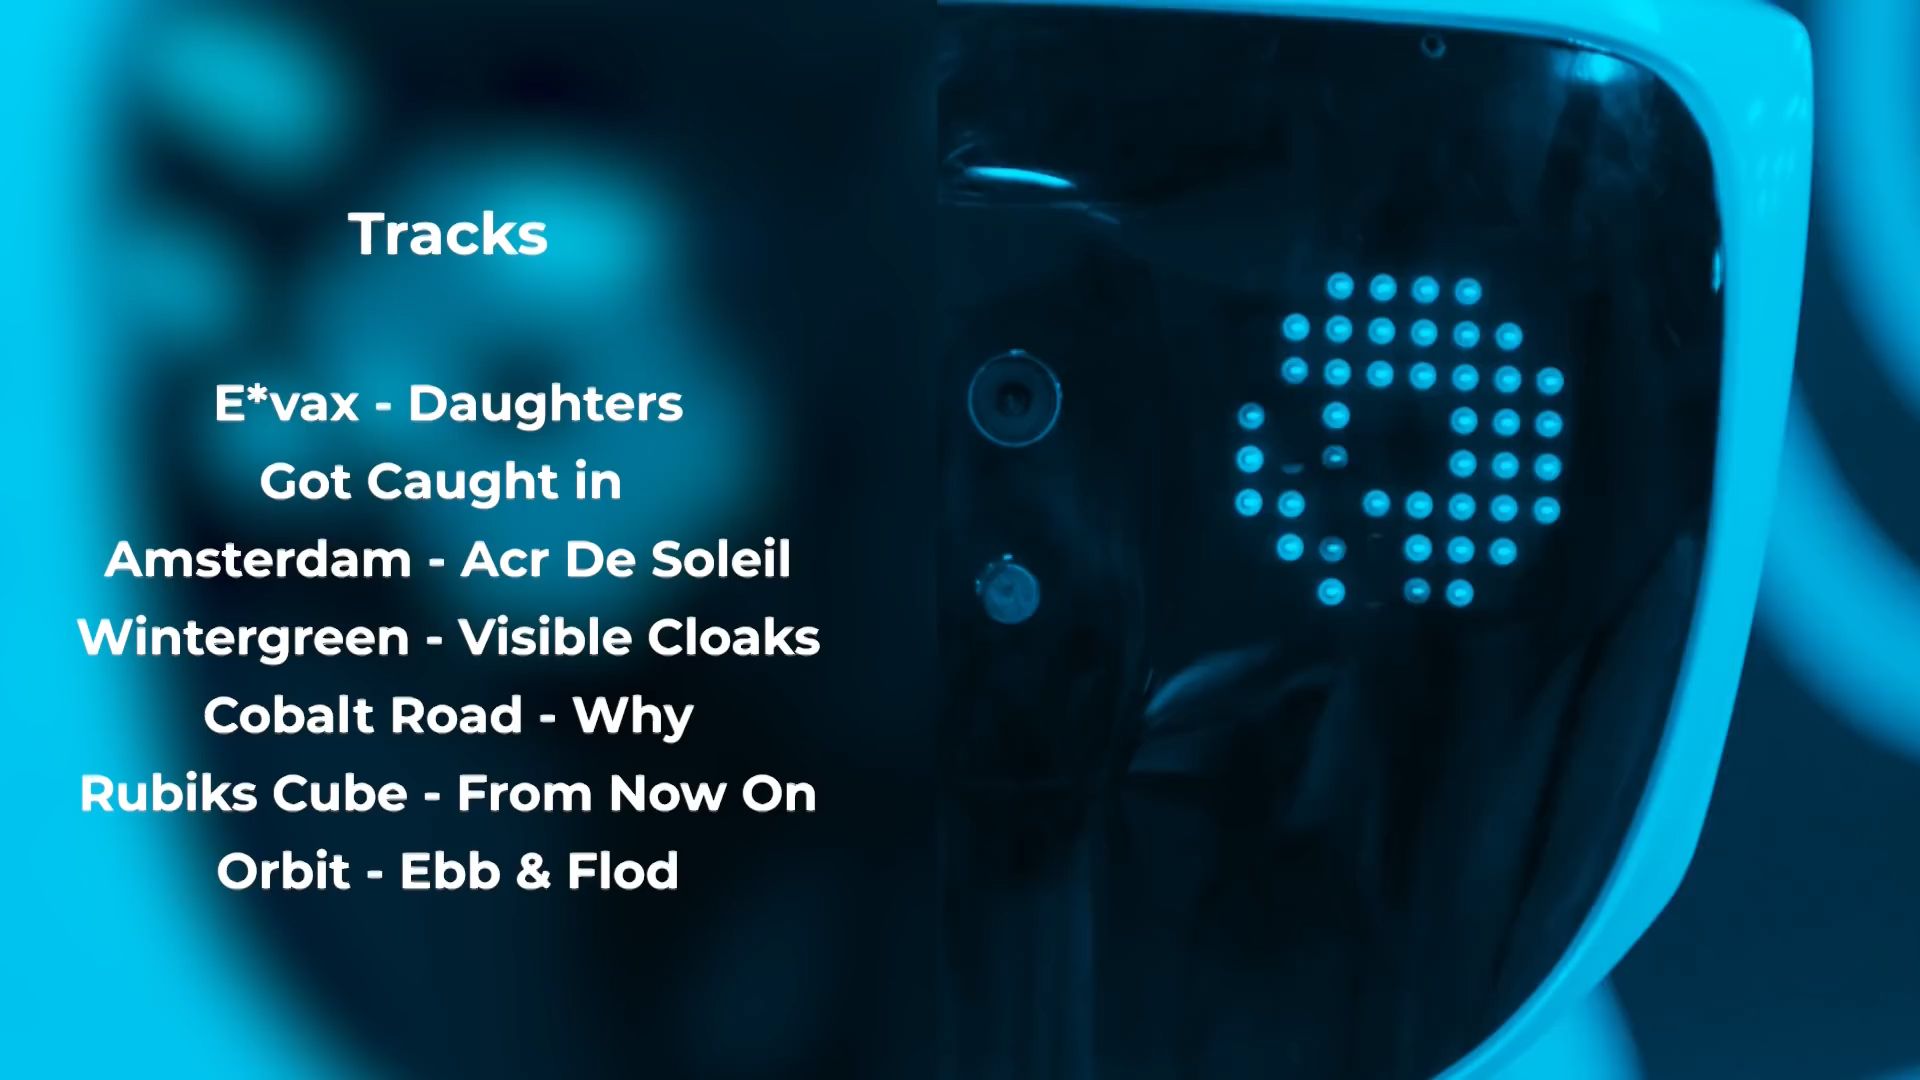 Tracks
E*vax - Daughters
Got Caught in
Amsterdam - Acr De Soleil
Wintergreen - Visible Cloaks
Cobalt Road - Why
Rubiks Cube - From Now On
Orbit - Ebb & Flod